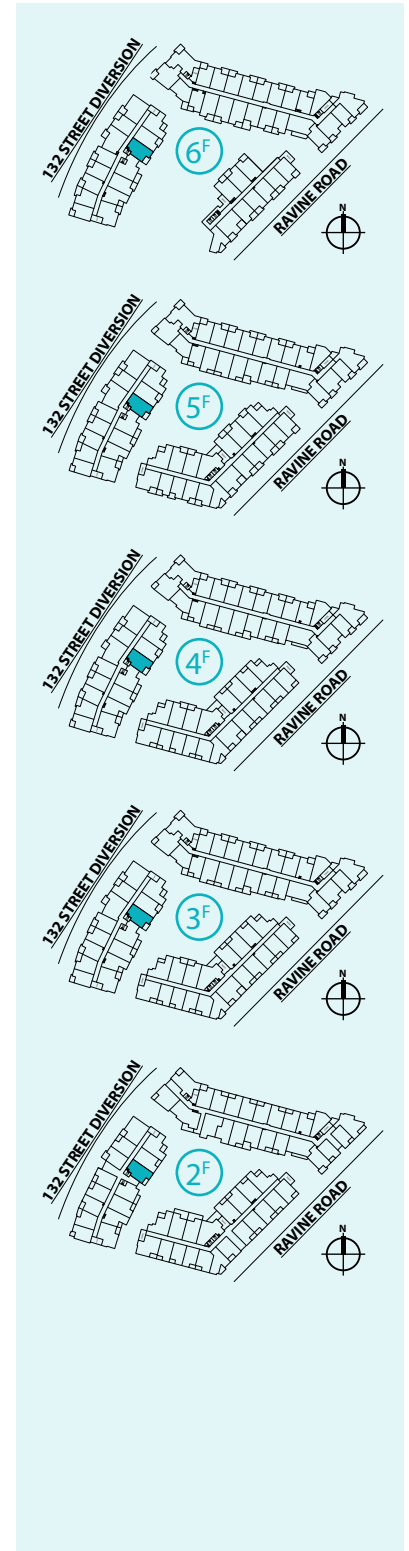 132 STREET DIVERSION
6F
RAVINE ROAD
N
132 STREET DIVERSION
5F
RAVINE ROAD
N
132 STREET DIVERSION
4F
RAVINE ROAD
N
132 STREET DIVERSION
3F
RAVINE ROAD
N
132 STREET DIVERSION
2F
RAVINE ROAD
N